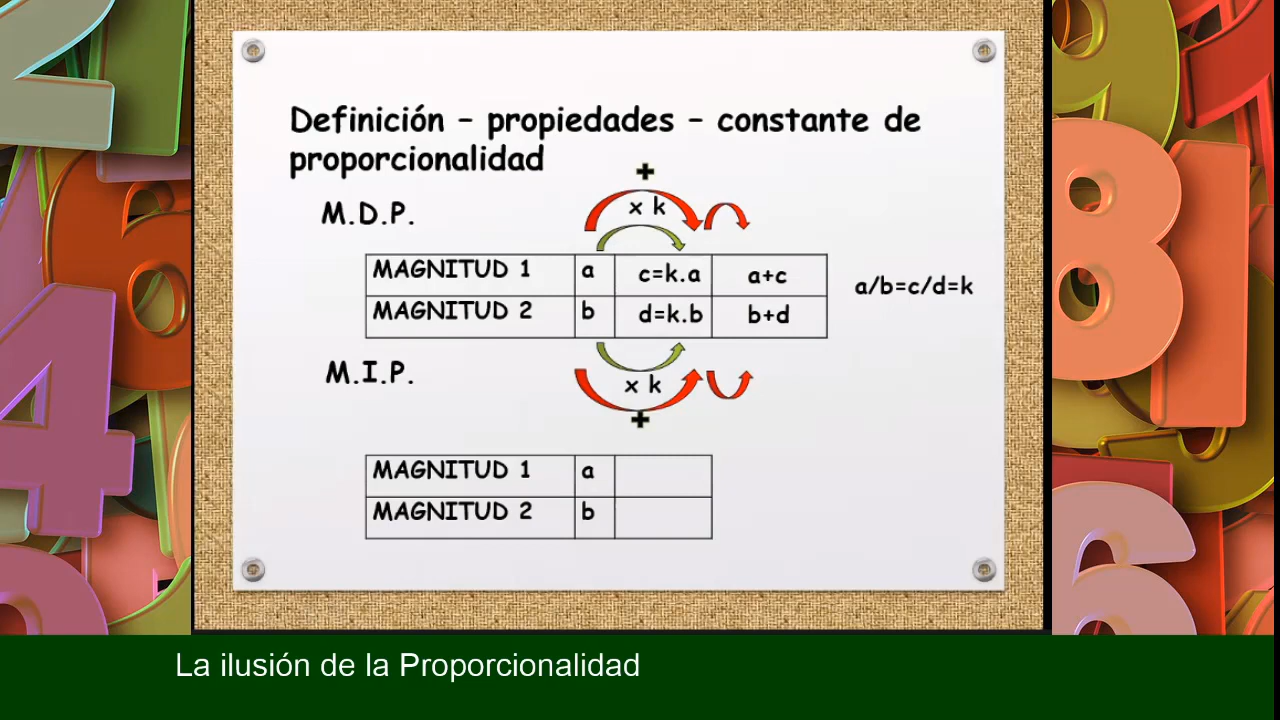 Definición – propiedades – constante de
proporcionalidad
+
M.D.P.
x k
MAGNITUD 1 a c=k.a a+c
a/b=c/d=k
MAGNITUD 2 b d=k.b b+d
M.I.P.
x k
+
MAGNITUD 1 a
MAGNITUD 2 b
La ilusión de la Proporcionalidad